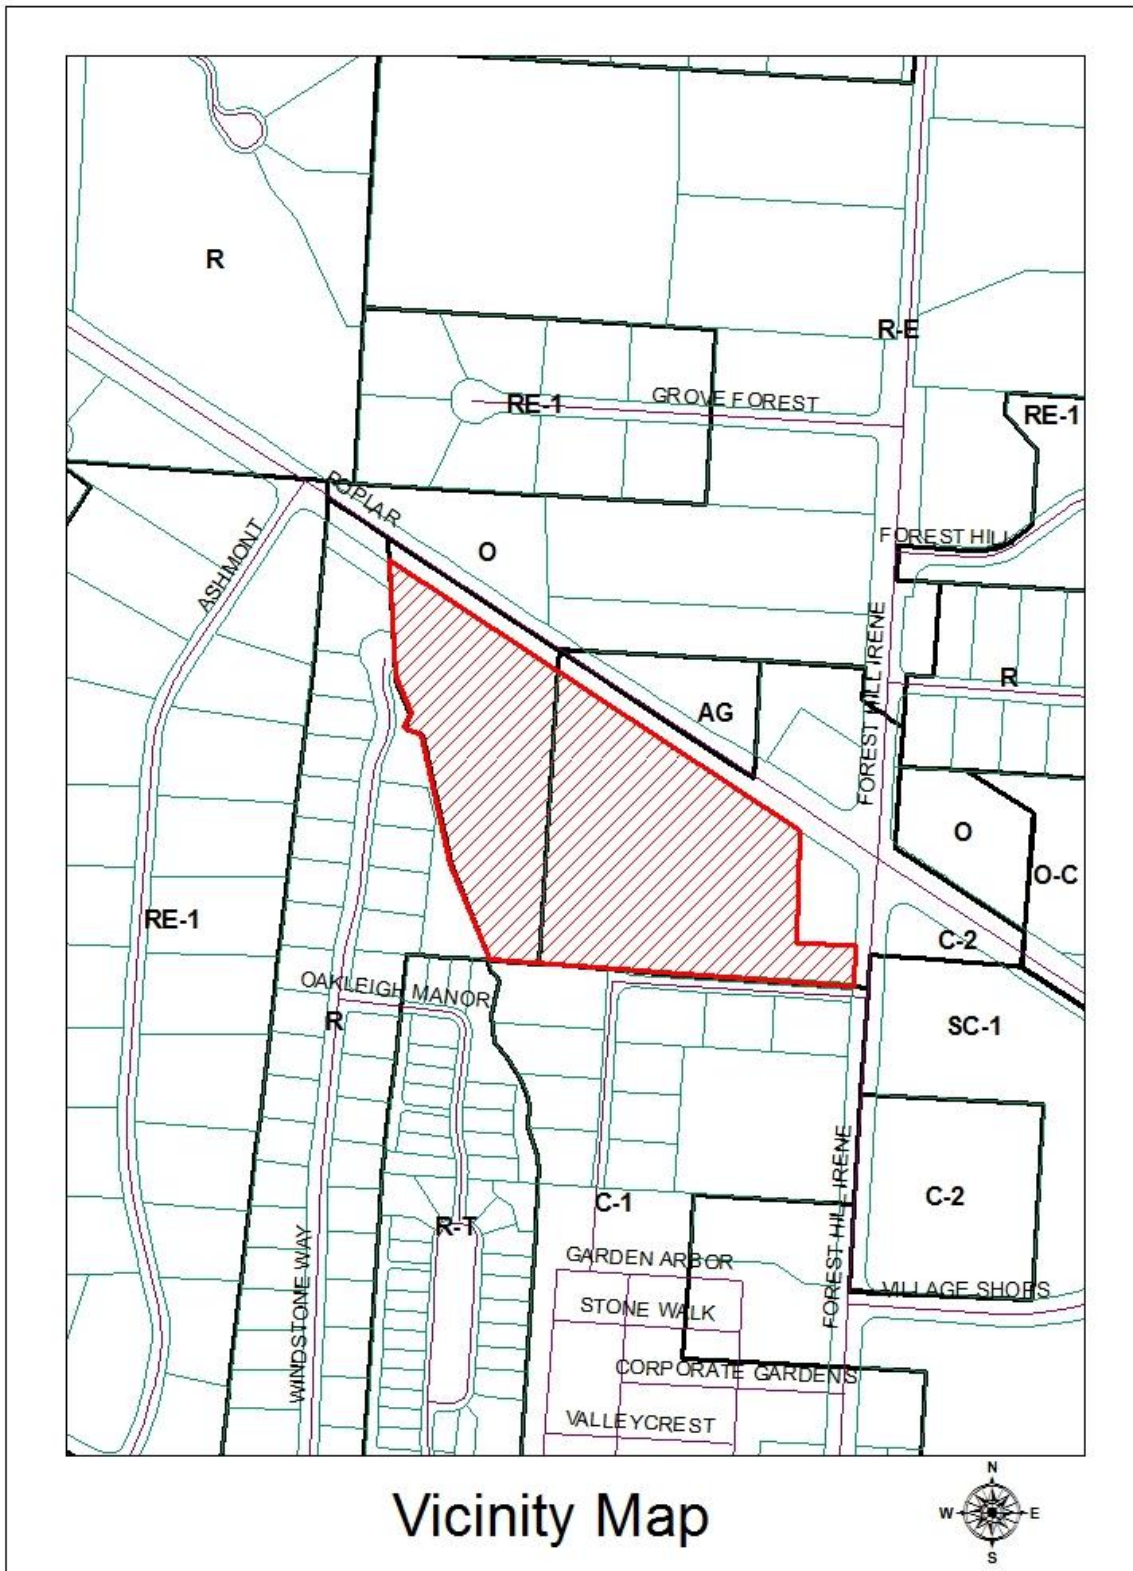 R
R-E
GROVE FOREST
RE-1
RE-1
POPLAR
ASHMONT
O
FOREST HILL
FOREST HILL IRENE
R
AG
O
O-C
RE-1
C-2
OAKLEIGH MANOR
R
SC-1
FOREST HILL IRENE
C-2
C-1
R-T
WINDSTONE WAY
GARDEN ARBOR
VILLAGE SHOPS
STONE WALK
CORPORATE GARDENS
VALLEYCREST
Vicinity Map
N
W
E
S